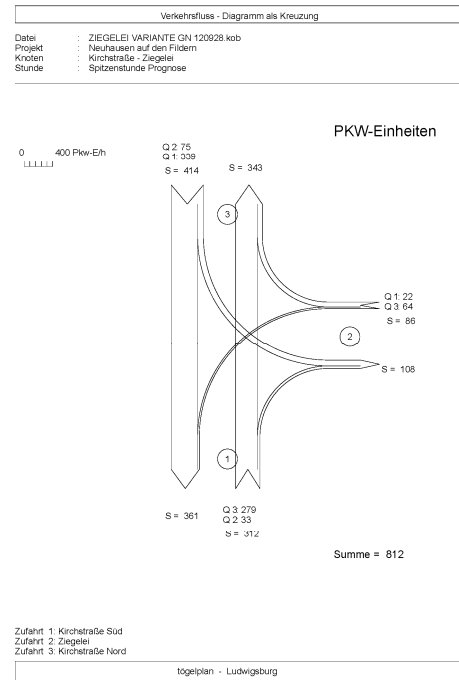 Verkehrsfluss - Diagramm als Kreuzung
Datei : ZIEGELEI VARIANTE GN 120928.kob
Projekt : Neuhausen auf den Fildern
Knoten : Kirchstraße - Ziegelei
Stunde : Spitzenstunde Prognose
PKW-Einheiten
0 400 Pkw-E/h
Q 2: 75
Q 1: 339
S = 414
S = 343
3
Q 1: 22
Q 3: 64
S = 86
2
S = 108
1
S = 361
Q 3: 279
Q 2: 33
S = 312
Summe = 812
Zufahrt 1: Kirchstraße Süd
Zufahrt 2: Ziegelei
Zufahrt 3: Kirchstraße Nord
tögelplan - Ludwigsburg